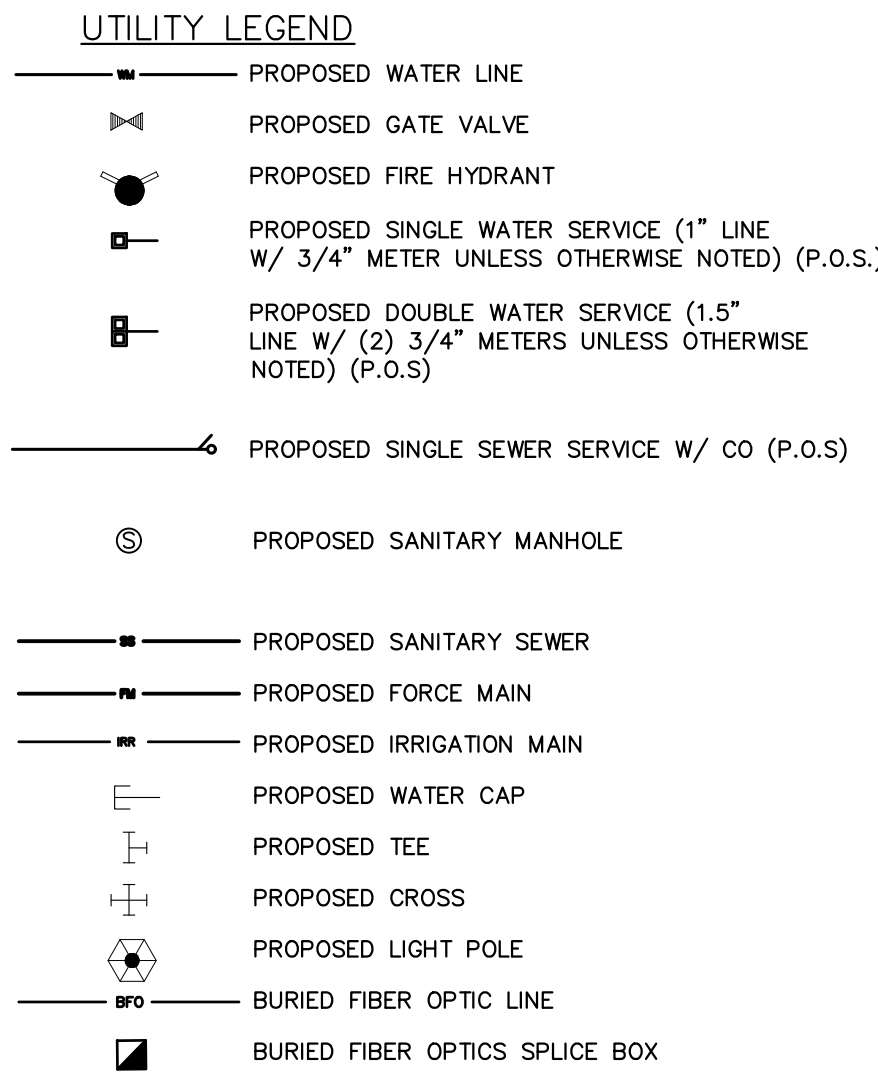 UTILITY LEGEND
WM PROPOSED WATER LINE
PROPOSED GATE VALVE
PROPOSED FIRE HYDRANT
PROPOSED SINGLE WATER SERVICE (1" LINE
W/ 3/4" METER UNLESS OTHERWISE NOTED) (P.O.S.)
PROPOSED DOUBLE WATER SERVICE (1.5"
LINE W/ (2) 3/4" METERS UNLESS OTHERWISE
NOTED) (P.O.S)
PROPOSED SINGLE SEWER SERVICE W/ CO (P.O.S)
S PROPOSED SANITARY MANHOLE
SS PROPOSED SANITARY SEWER
FM PROPOSED FORCE MAIN
IRR PROPOSED IRRIGATION MAIN
PROPOSED WATER CAP
PROPOSED TEE
PROPOSED CROSS
PROPOSED LIGHT POLE
BFO BURIED FIBER OPTIC LINE
BURIED FIBER OPTICS SPLICE BOX